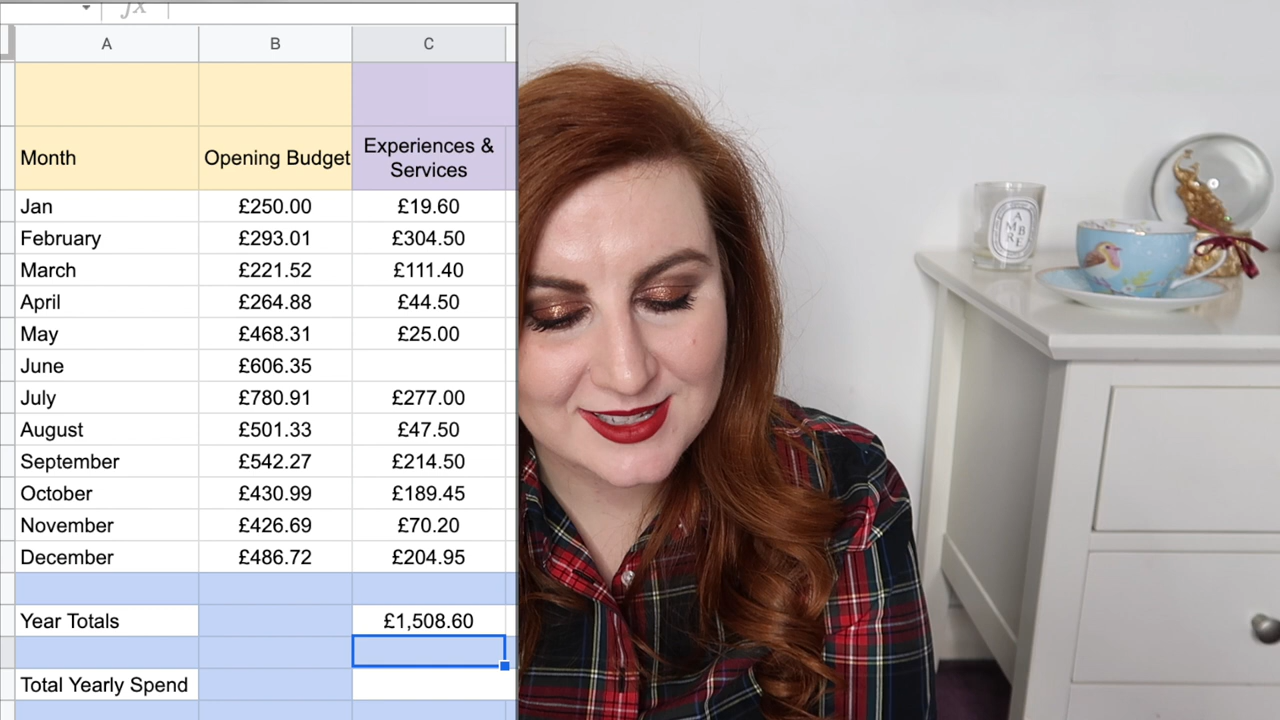 fx
A B C
Month Opening Budget Experiences & Services
Jan £250.00 £19.60
February £293.01 £304.50
March £221.52 £111.40
April £264.88 £44.50
May £468.31 £25.00
June £606.35
July £780.91 £277.00
August £501.33 £47.50
September £542.27 £214.50
October £430.99 £189.45
November £426.69 £70.20
December £486.72 £204.95
Year Totals £1,508.60
Total Yearly Spend
AMBRE